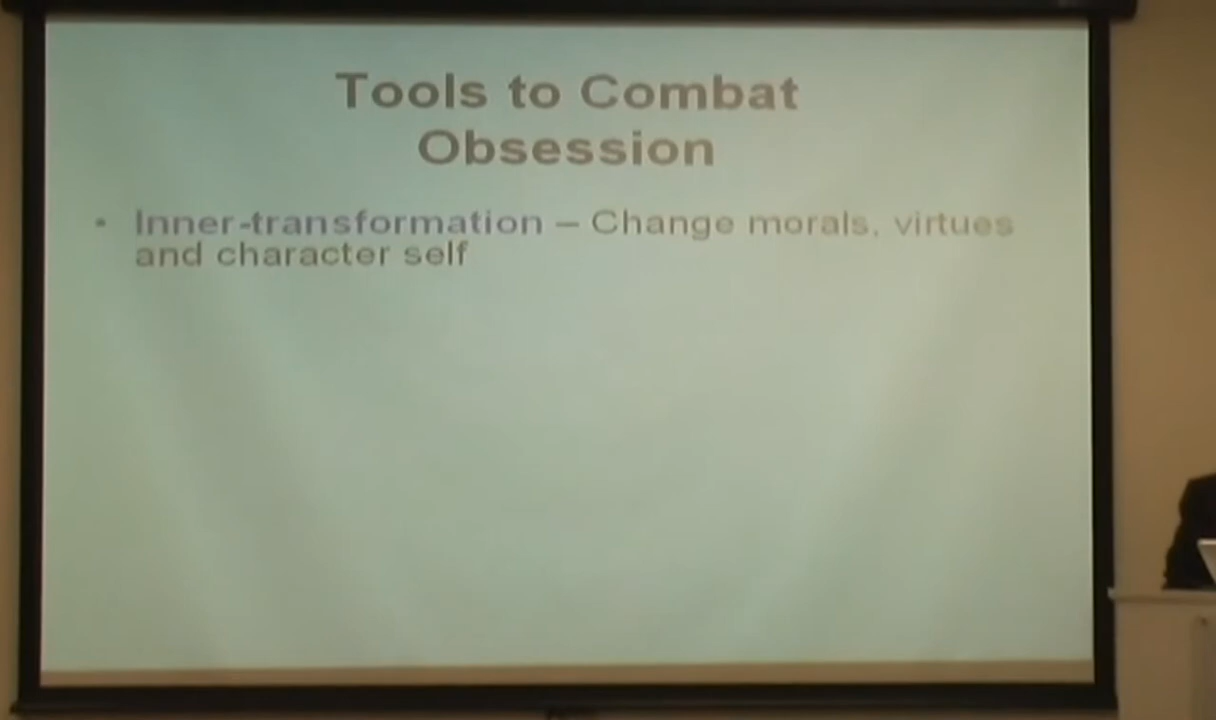 Tools to Combat
Obsession
• Inner-transformation – Change morals, virtues
and character self